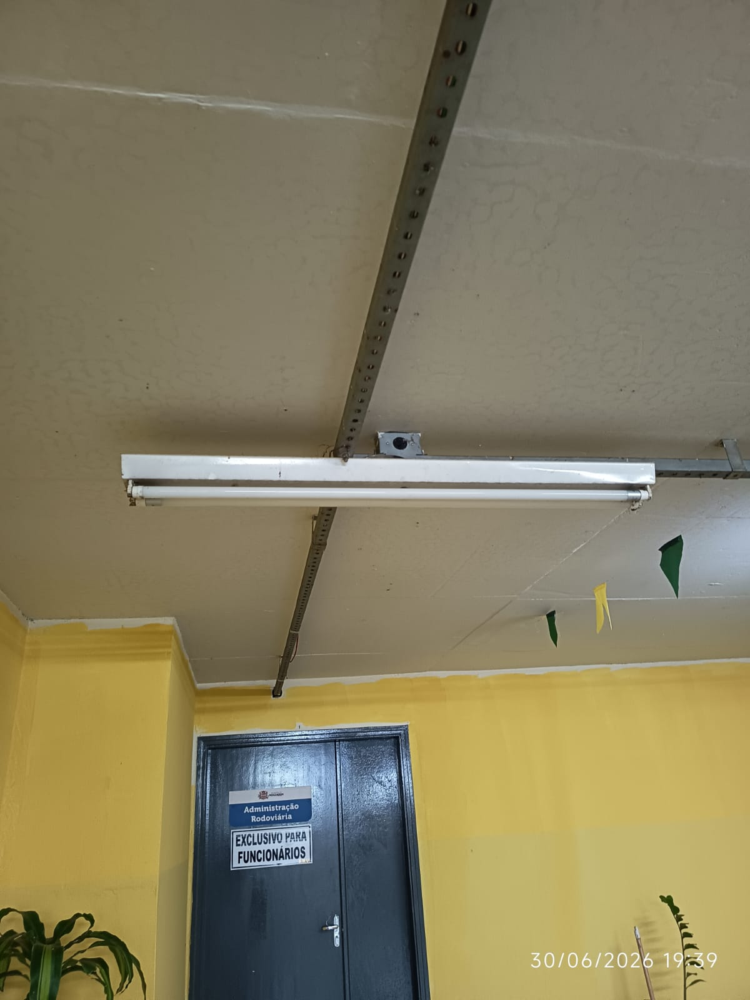 Administração
Rodoviária
EXCLUSIVO PARA
FUNCIONÁRIOS
30/06/2026 19:39